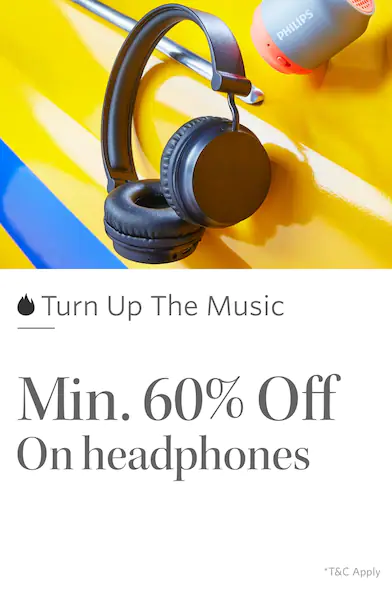 PHILIPS
Turn Up The Music
Min. 60% Off
On headphones
*T&C Apply